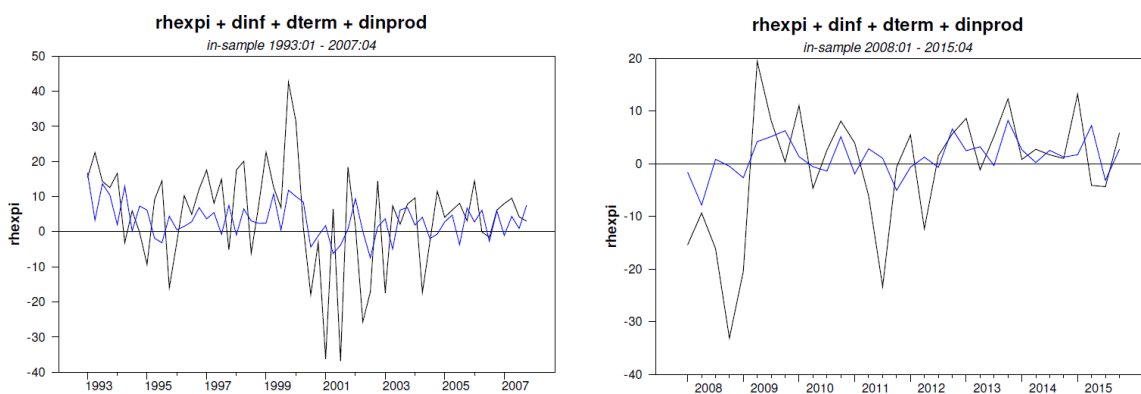 rhexpi + dinf + dterm + dinprod
in-sample 1993:01 - 2007:04
50
40
30
20
10
0
-10
-20
-30
-40
rhexpi
1993 1995 1997 1999 2001 2003 2005 2007
rhexpi + dinf + dterm + dinprod
in-sample 2008:01 - 2015:04
20
10
0
-10
-20
-30
-40
rhexpi
2008 2009 2010 2011 2012 2013 2014 2015